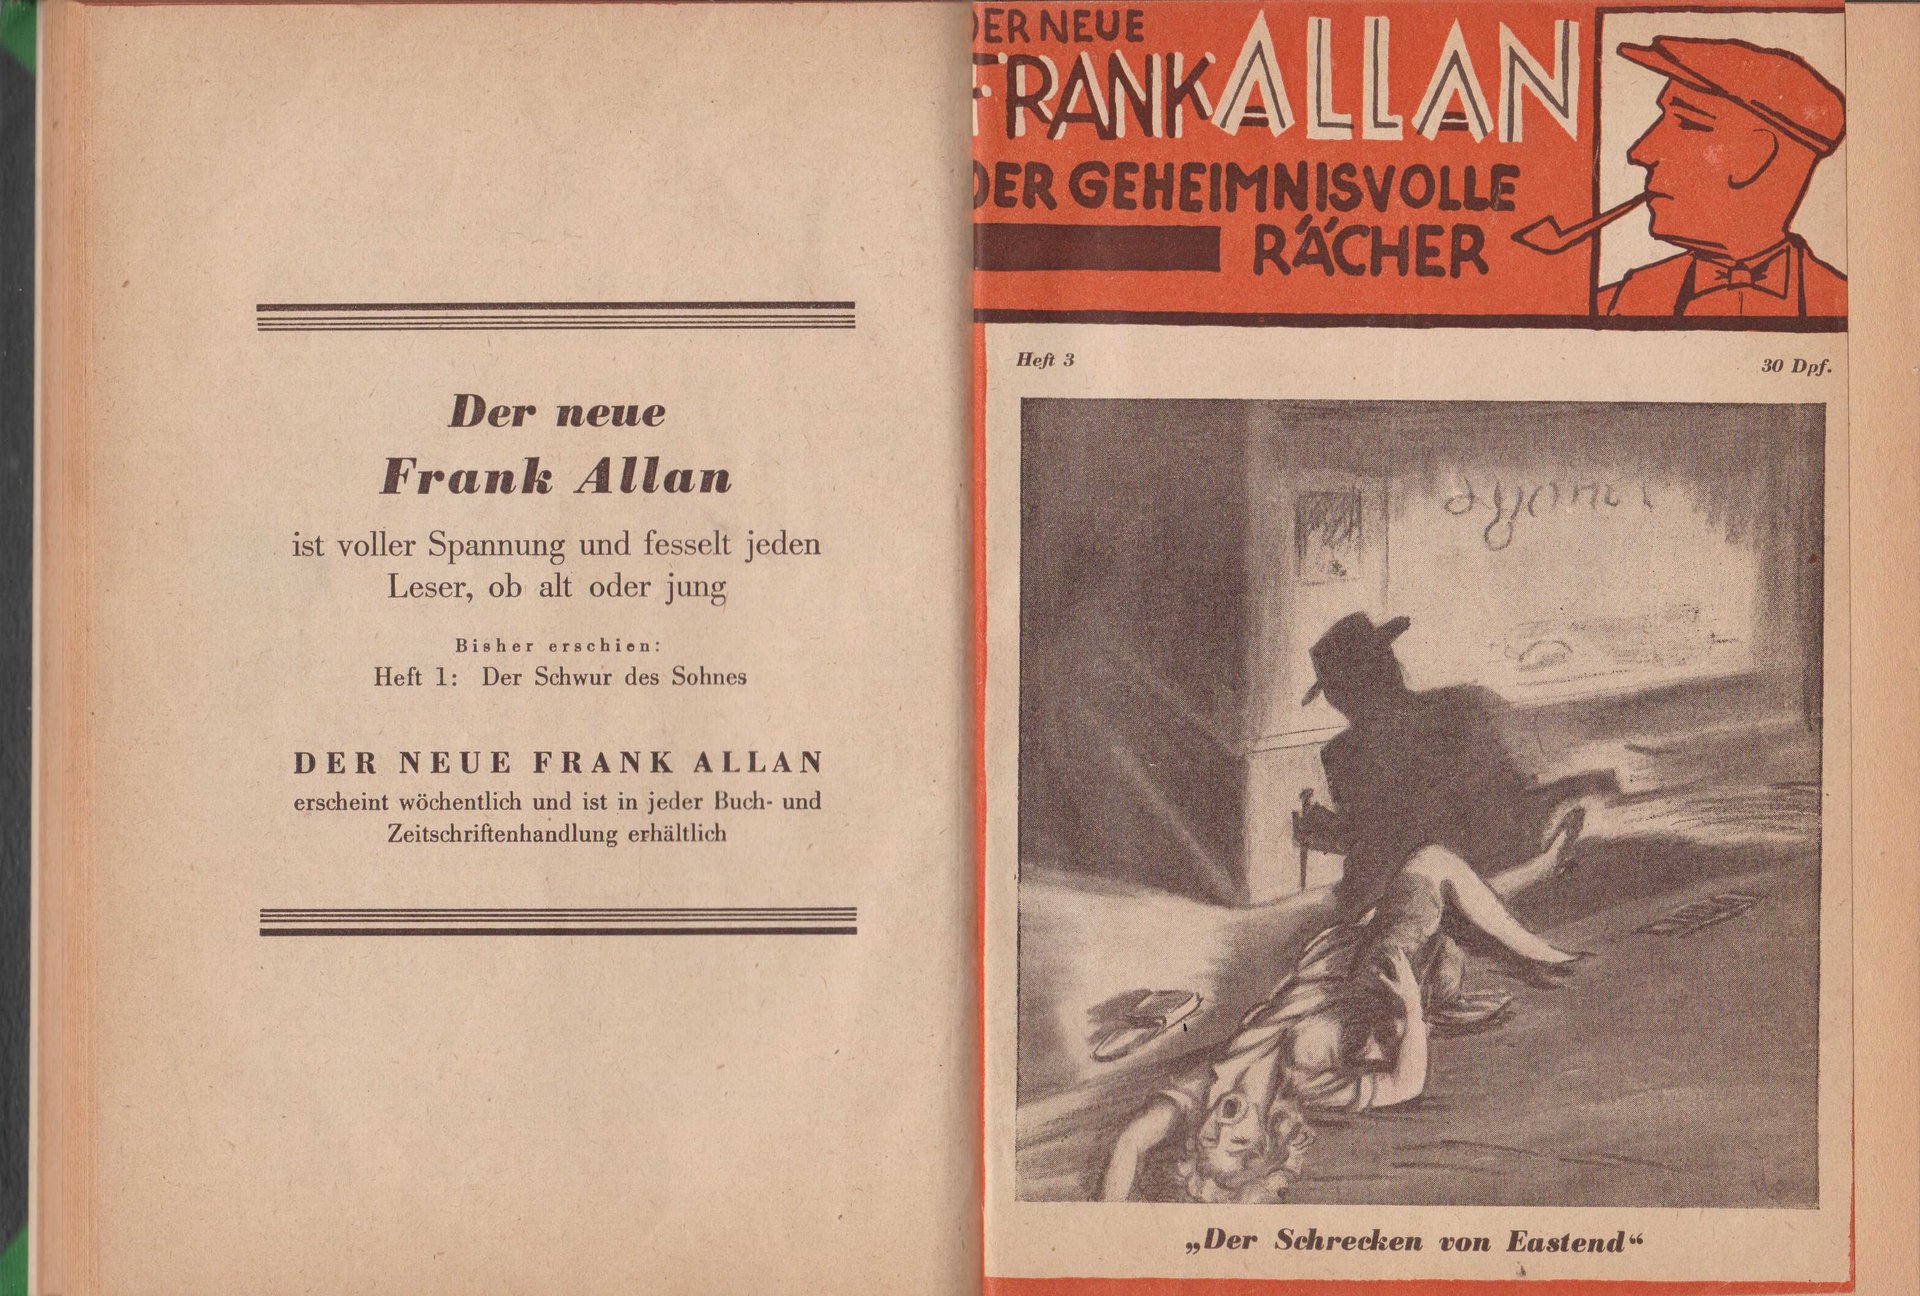 Der neue
Frank Allan
ist voller Spannung und fesselt jeden
Leser, ob alt oder jung
Bisher erschien:
Heft 1: Der Schwur des Sohnes
DER NEUE FRANK ALLAN
erscheint wöchentlich und ist in jeder Buch- und
Zeitschriftenhandlung erhältlich
DER NEUE
FRANK ALLAN
DER GEHEIMNISVOLLE
RÄCHER
Heft 3
30 Dpf.
„Der Schrecken von Eastend“